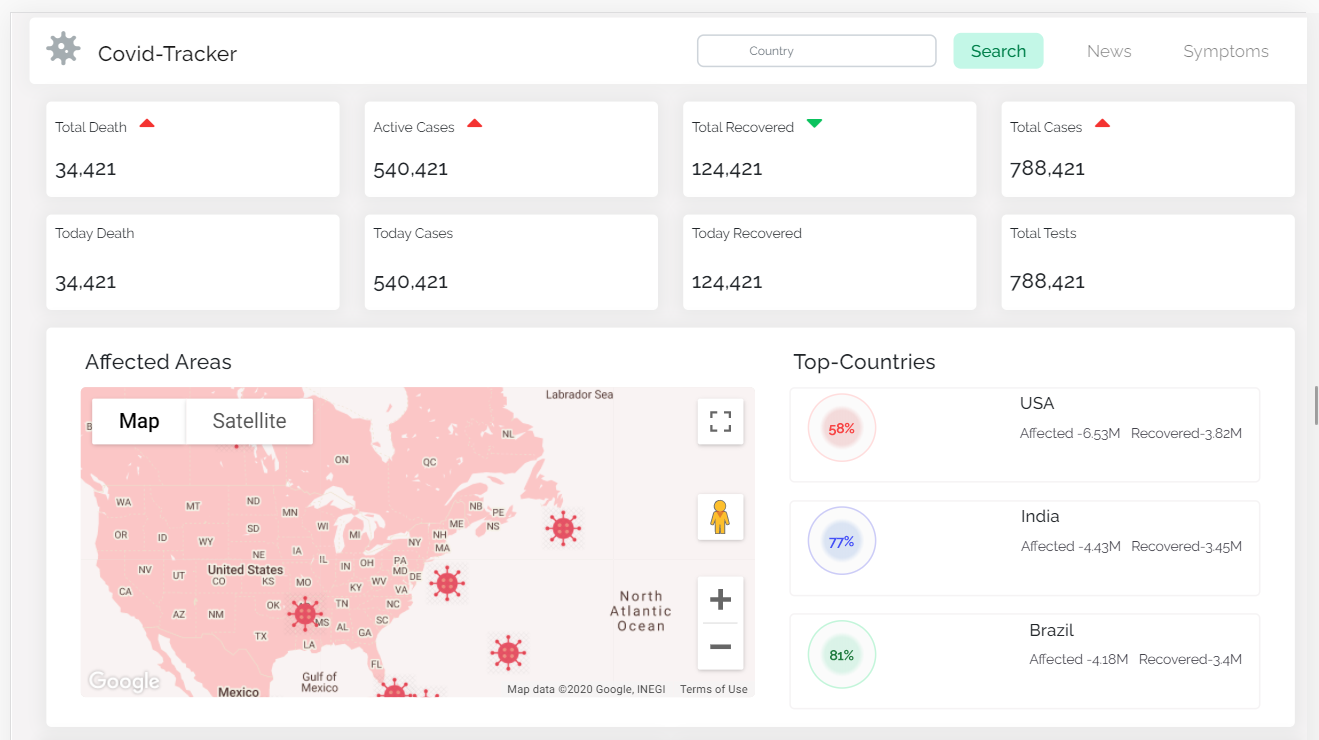 Covid-Tracker
Country
Search
News
Symptoms
Total Death
34,421
Active Cases
540,421
Total Recovered
124,421
Total Cases
788,421
Today Death
34,421
Today Cases
540,421
Today Recovered
124,421
Total Tests
788,421
Affected Areas
Map
Satellite
Labrador Sea
B
NL
ON
QC
WA
MT
ND
MN
NB
PE
OR
ID
WY
SD
WI
MI
ME
NS
NH
NY
MA
NV
UT
NE
IA
IL
IN
OH
PA
MD
DE
United States
CO
KS
MO
KY
WV
VA
CA
AZ
NM
OK
TN
NC
MS
AL
SC
GA
TX
LA
FL
North
Atlantic
Ocean
Gulf of
Mexico
Mexico
Google
Map data ©2020 Google, INEGI
Terms of Use
Top-Countries
58%
USA
Affected -6.53M Recovered-3.82M
77%
India
Affected -4.43M Recovered-3.45M
81%
Brazil
Affected -4.18M Recovered-3.4M